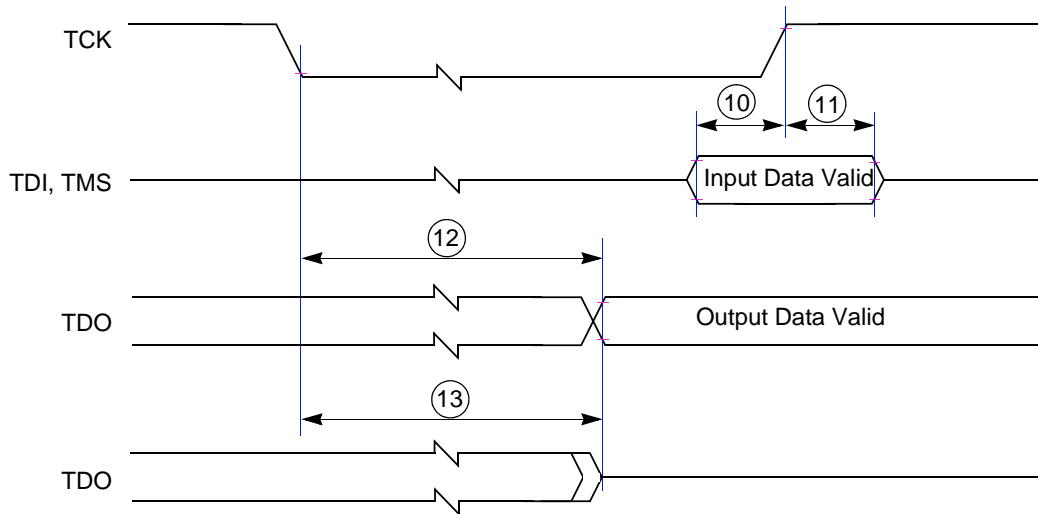 TCK
10
11
TDI, TMS
Input Data Valid
12
TDO
Output Data Valid
13
TDO